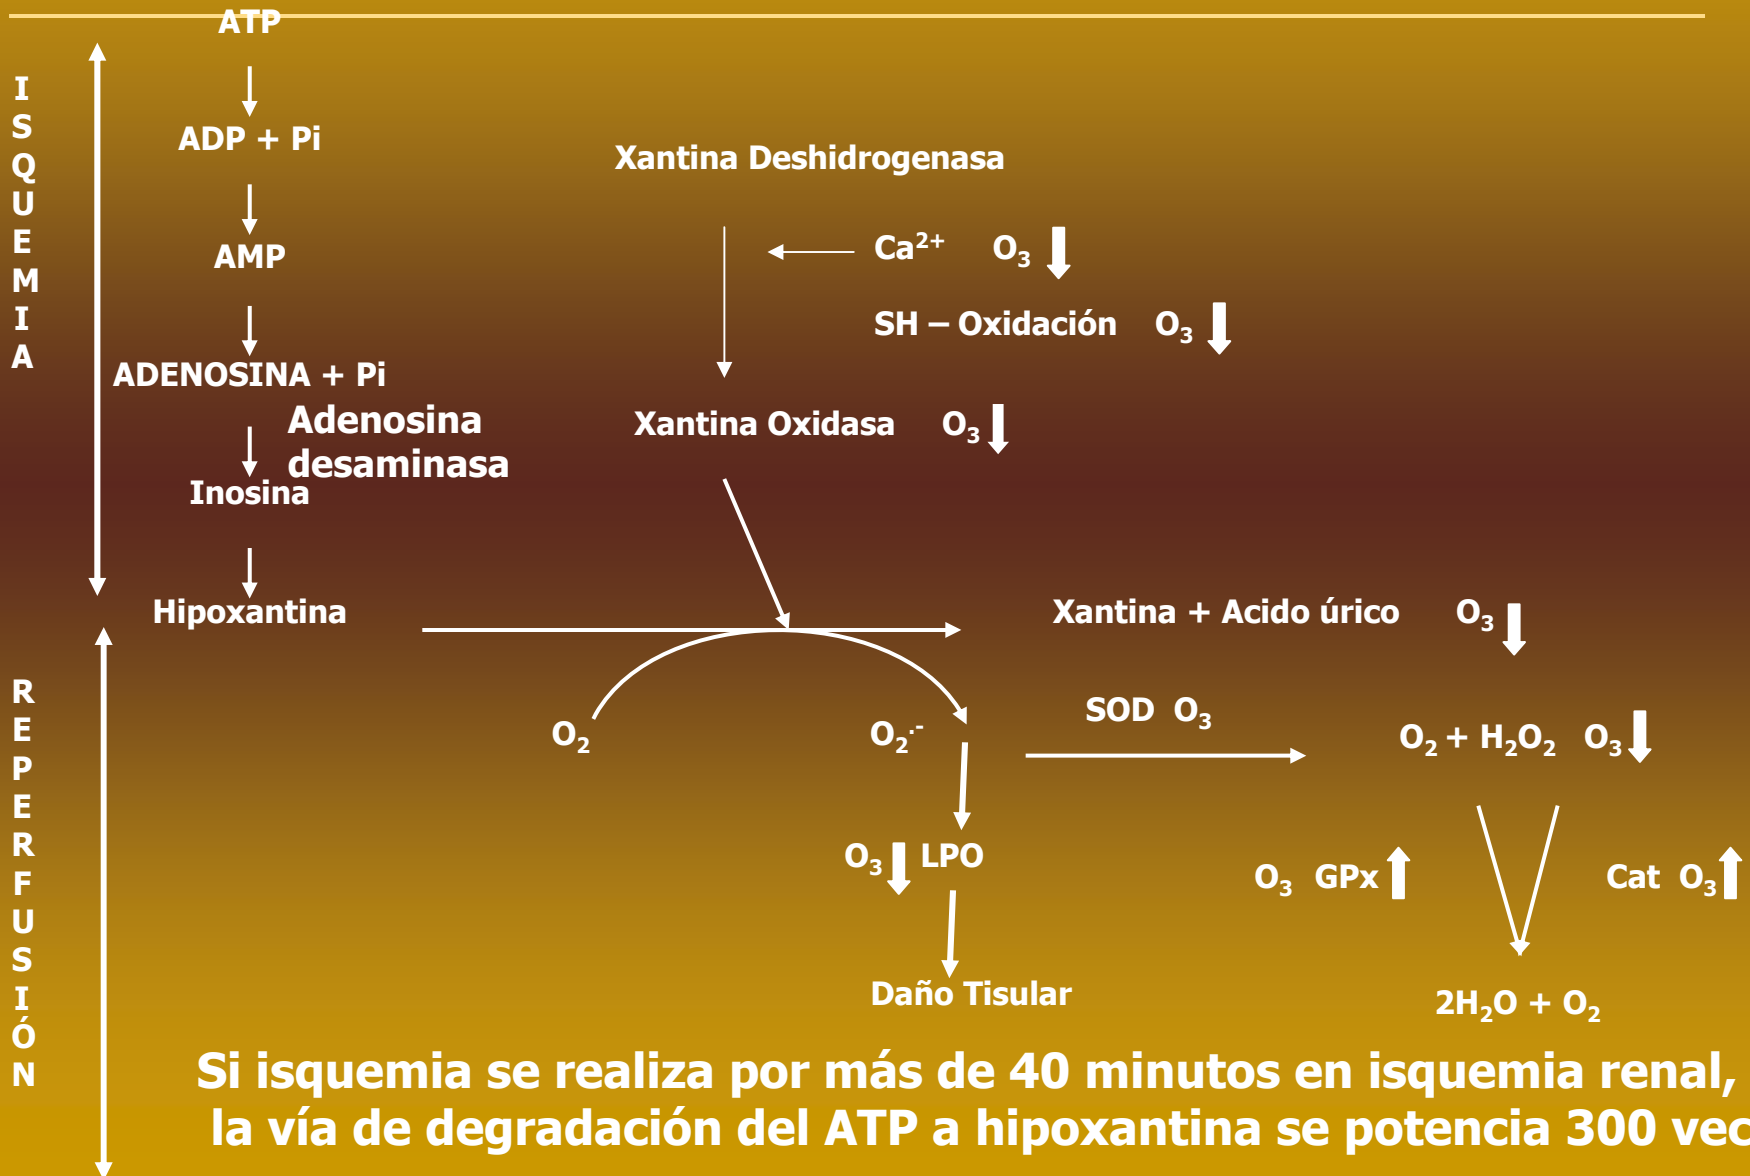 ATP
ISQUEMIA
ADP + Pi
Xantina Deshidrogenasa
AMP
Ca²⁺ O₃
SH – Oxidación O₃
ADENOSINA + Pi
Adenosina
desaminasa
Xantina Oxidasa O₃
Inosina
Hipoxantina
Xantina + Acido úrico O₃
REPERFUSIÓN
O₂
O₂·⁻
SOD O₃
O₂ + H₂O₂ O₃
O₃ LPO
O₃ GPx
Cat O₃
Daño Tisular
2H₂O + O₂
Si isquemia se realiza por más de 40 minutos en isquemia renal,
la vía de degradación del ATP a hipoxantina se potencia 300